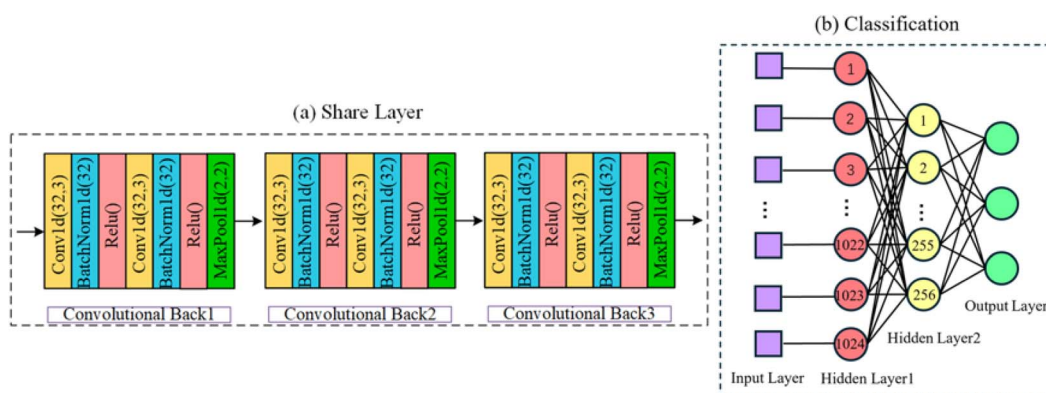 (b) Classification
(a) Share Layer
Conv1d(32,3)
BatchNorm1d(32)
Relu()
Conv1d(32,3)
BatchNorm1d(32)
Relu()
MaxPool1d(2,2)
Convolutional Back1
Conv1d(32,3)
BatchNorm1d(32)
Relu()
Conv1d(32,3)
BatchNorm1d(32)
Relu()
MaxPool1d(2,2)
Convolutional Back2
Conv1d(32,3)
BatchNorm1d(32)
Relu()
Conv1d(32,3)
BatchNorm1d(32)
Relu()
MaxPool1d(2,2)
Convolutional Back3
...
Input Layer
1
2
3
...
1022
1023
1024
Hidden Layer1
1
2
...
255
256
Hidden Layer2
Output Layer